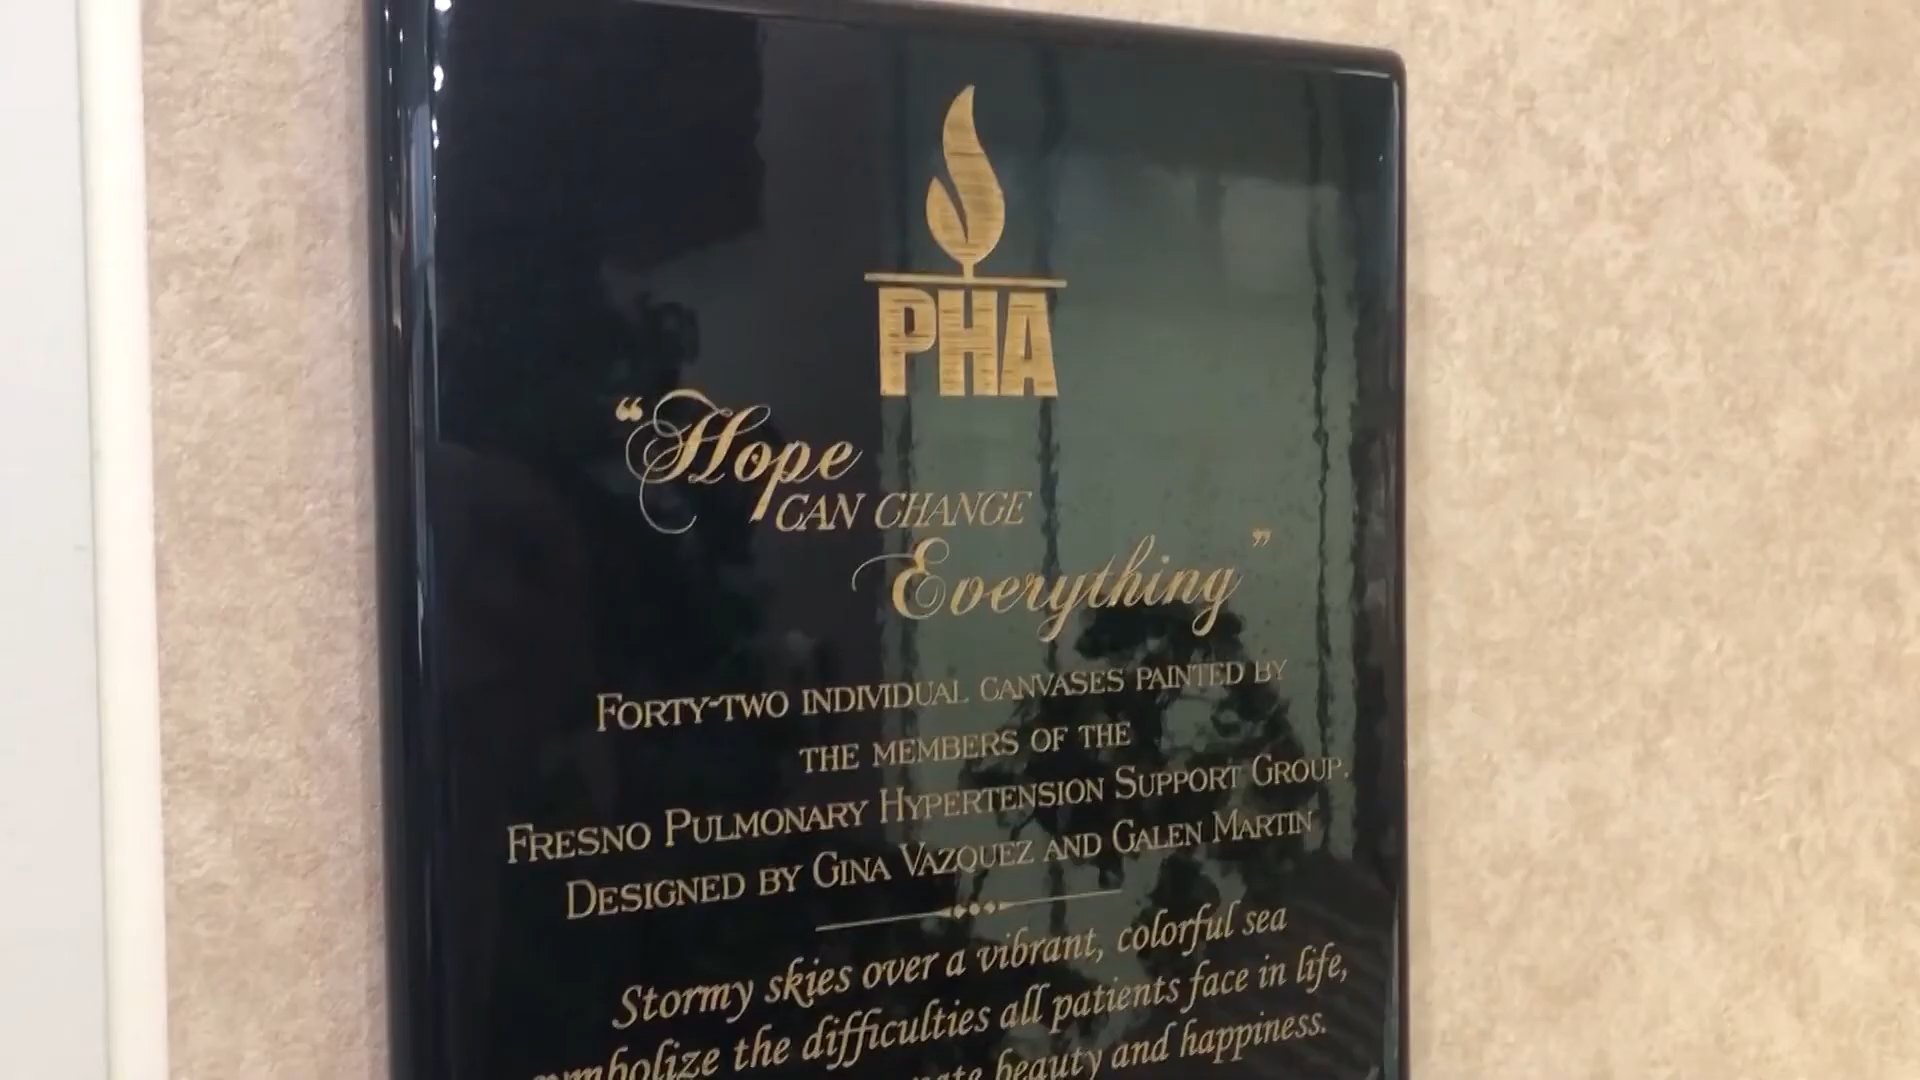 PHA
"Hope
CAN CHANGE
Everything"
FORTY-TWO INDIVIDUAL CANVASES PAINTED BY
THE MEMBERS OF THE
FRESNO PULMONARY HYPERTENSION SUPPORT GROUP.
DESIGNED BY GINA VAZQUEZ AND GALEN MARTIN
Stormy skies over a vibrant, colorful sea
the difficulties all patients face in life,
beauty and happiness.